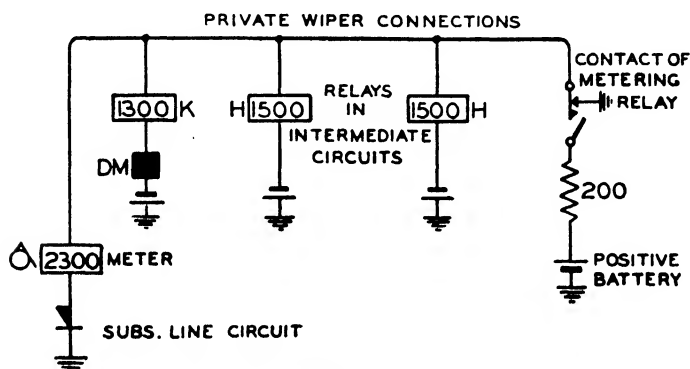 PRIVATE WIPER CONNECTIONS
CONTACT OF
METERING
RELAY
1300 K
H 1500
RELAYS
IN
INTERMEDIATE
CIRCUITS
1500 H
DM
200
2300 METER
POSITIVE
BATTERY
SUBS. LINE CIRCUIT